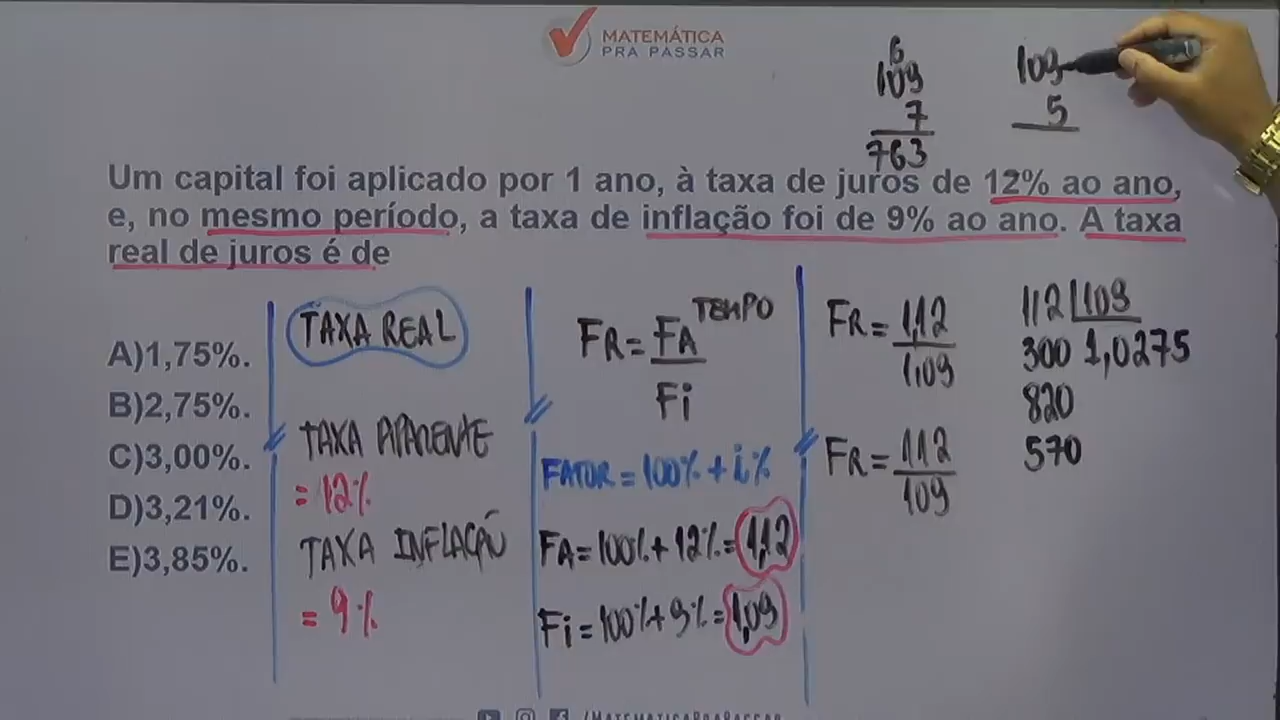 MATEMÁTICA
PRA PASSAR
6
109
7
763
109
5
Um capital foi aplicado por 1 ano, à taxa de juros de 12% ao ano,
e, no mesmo período, a taxa de inflação foi de 9% ao ano. A taxa
real de juros é de
A)1,75%.
B)2,75%.
C)3,00%.
D)3,21%.
E)3,85%.
TAXA REAL
TAXA APARENTE
= 12%
TAXA INFLAÇÃO
= 9%
FR = FA TEMPO
Fi
FATOR = 100% + i%
FA = 100% + 12% = 1,12
Fi = 100% + 9% = 1,09
FR = 1,12
1,09
FR = 112
109
112 109
300 1,0275
820
570
/MATEMATICAPRAPASSAR